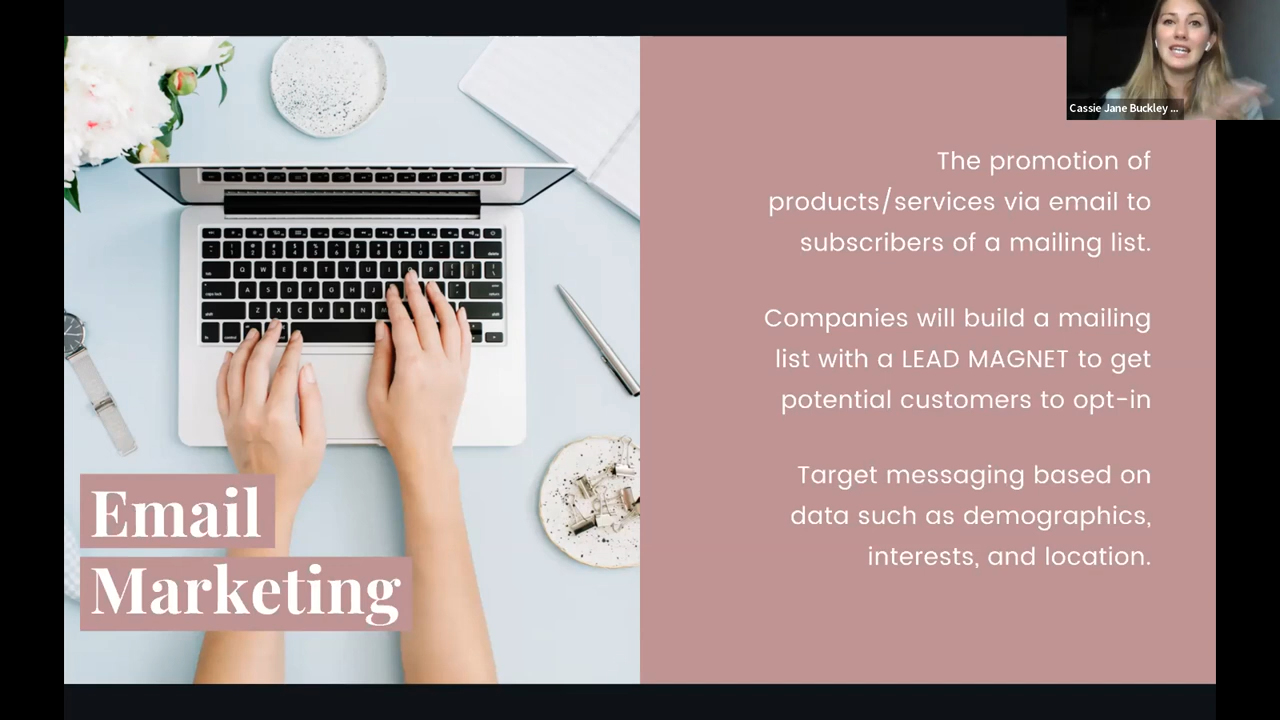 Cassie Jane Buckley ...
The promotion of
products/services via email to
subscribers of a mailing list.
Companies will build a mailing
list with a LEAD MAGNET to get
potential customers to opt-in
Target messaging based on
data such as demographics,
interests, and location.
Email
Marketing